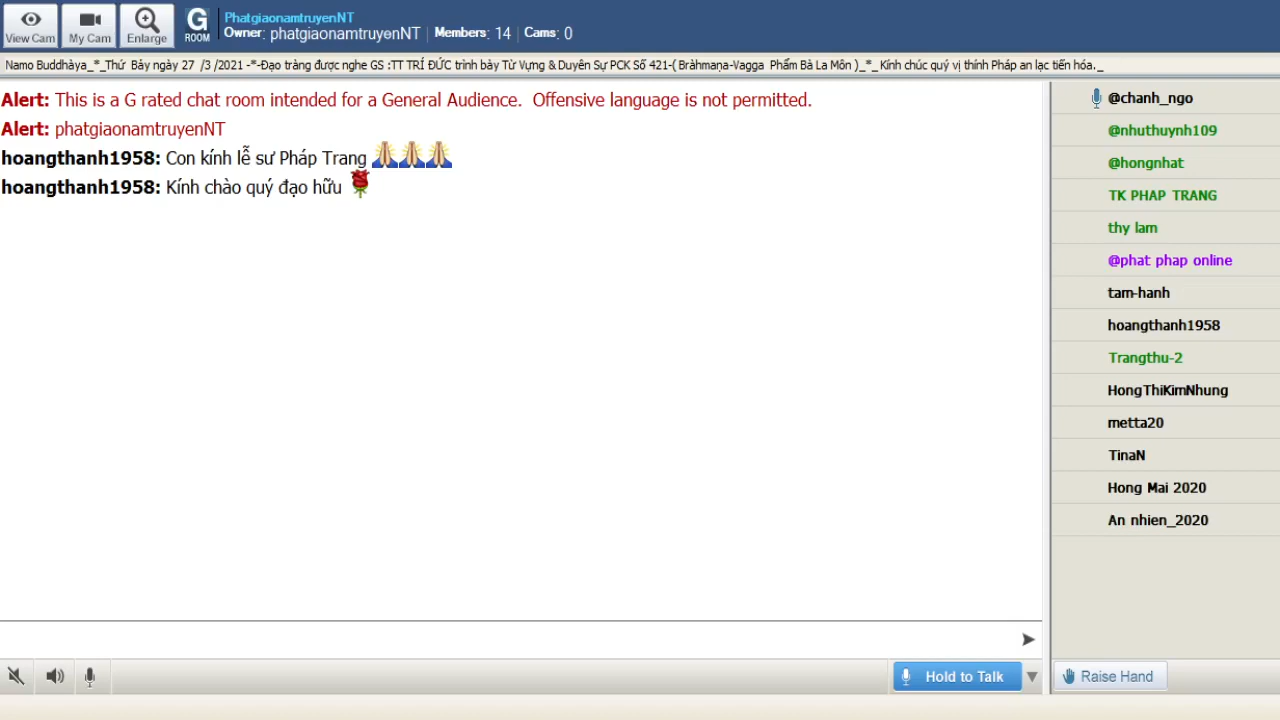 View Cam
My Cam
Enlarge
G
ROOM
PhatgiaonamtruyenNT
Owner: phatgiaonamtruyenNT | Members: 14 | Cams: 0
Namo Buddhàya_*_Thứ Bảy ngày 27 /3 /2021 -*-Đạo tràng được nghe GS :TT TRÍ ĐỨC trình bày Từ Vựng & Duyên Sự PCK Số 421-( Bràhmaṇa-Vagga Phẩm Bà La Môn )_*_ Kính chúc quý vị thính Pháp an lạc tiến hóa._
Alert: This is a G rated chat room intended for a General Audience. Offensive language is not permitted.
Alert: phatgiaonamtruyenNT
hoangthanh1958: Con kính lễ sư Pháp Trang
hoangthanh1958: Kính chào quý đạo hữu
@chanh_ngo
@nhuthuynh109
@hongnhat
TK PHAP TRANG
thy lam
@phat phap online
tam-hanh
hoangthanh1958
Trangthu-2
HongThiKimNhung
metta20
TinaN
Hong Mai 2020
An nhien_2020
Hold to Talk
Raise Hand